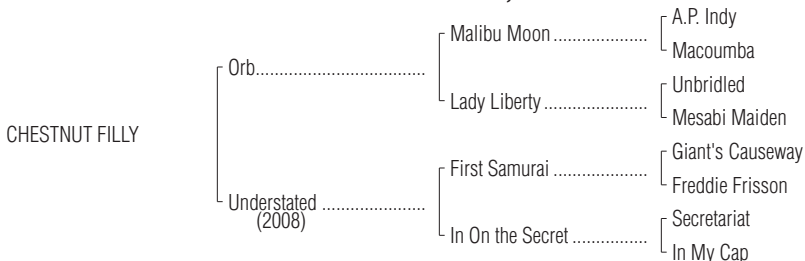 A.P. Indy
Malibu Moon ....................
Macoumba
Orb...................................
Unbridled
Lady Liberty ......................
Mesabi Maiden
CHESTNUT FILLY
Giant's Causeway
First Samurai ....................
Freddie Frisson
Understated ......................
(2008)
Secretariat
In On the Secret ................
In My Cap